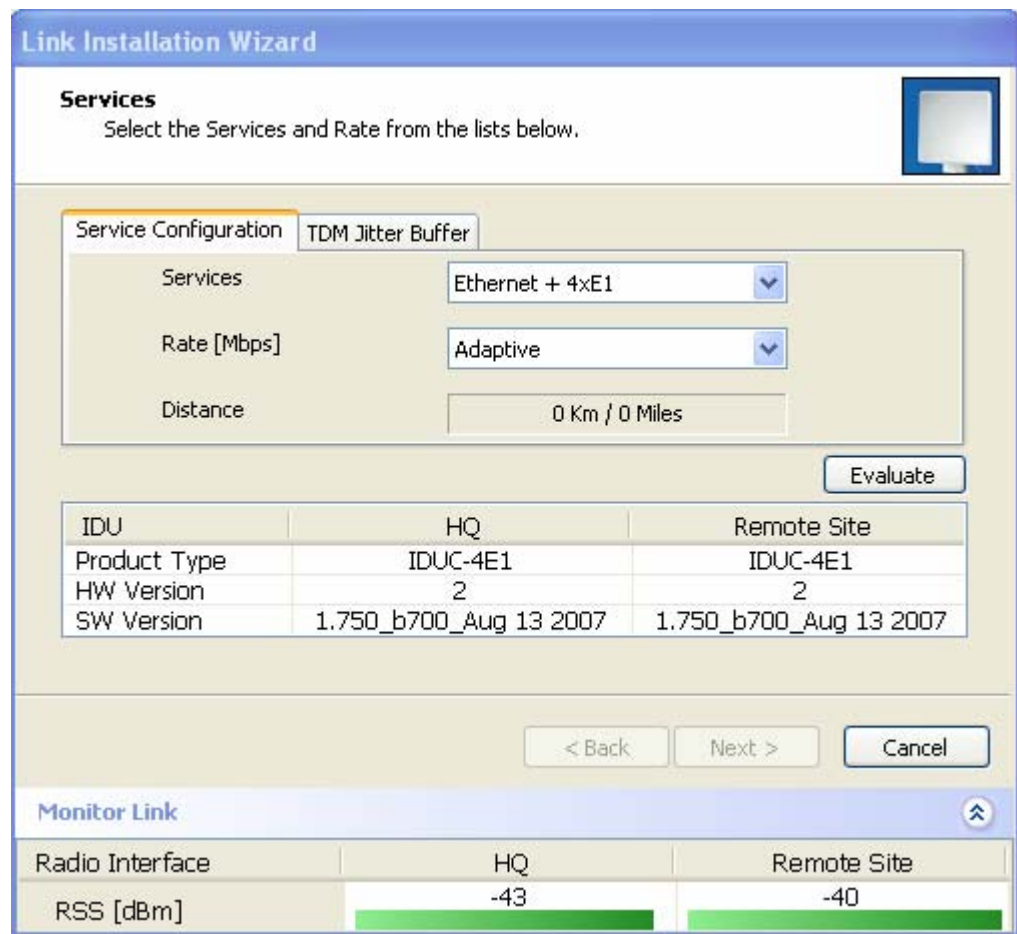 Link Installation Wizard
Services
Select the Services and Rate from the lists below.
Service Configuration TDM Jitter Buffer
Services Ethernet + 4xE1
Rate [Mbps] Adaptive
Distance 0 Km / 0 Miles
Evaluate
IDU HQ Remote Site
Product Type IDUC-4E1 IDUC-4E1
HW Version 2 2
SW Version 1.750_b700_Aug 13 2007 1.750_b700_Aug 13 2007
< Back Next > Cancel
Monitor Link
Radio Interface HQ Remote Site
RSS [dBm] -43 -40